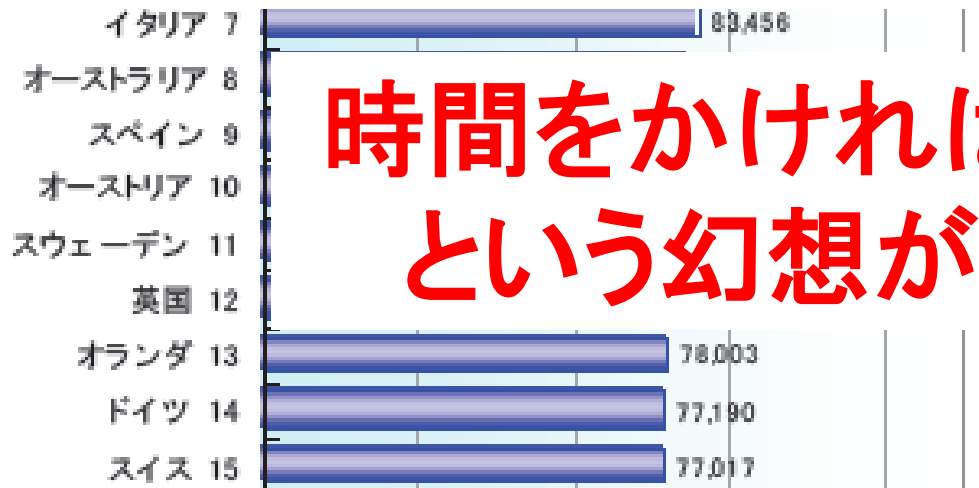 イタリア 7 83,456
オーストラリア 8
スペイン 9
オーストリア 10
スウェーデン 11
英国 12
時間をかければ
という幻想が
オランダ 13 78,003
ドイツ 14 77,190
スイス 15 77,017